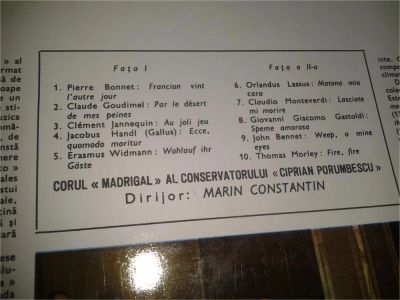 Fața I
1. Pierre Bonnet: Francion vint
l'autre jour
2. Claude Goudimel: Par le désert
de mes peines
3. Clément Jannequin: Au joli jeu
4. Jacobus Handl (Gallus): Ecce,
quomodo moritur
5. Erasmus Widmann: Wohlauf ihr
Gäste
Fața a II-a
6. Orlandus Lassus: Matona mia
cara
7. Claudio Monteverdi: Lasciate
mi morire
8. Giovanni Giacomo Gastoldi:
Speme amorosa
9. John Bennet: Weep, o mine
eyes
10. Thomas Morley: Fire, fire
CORUL « MADRIGAL » AL CONSERVATORULUI « CIPRIAN PORUMBESCU »
Dirijor: MARIN CONSTANTIN